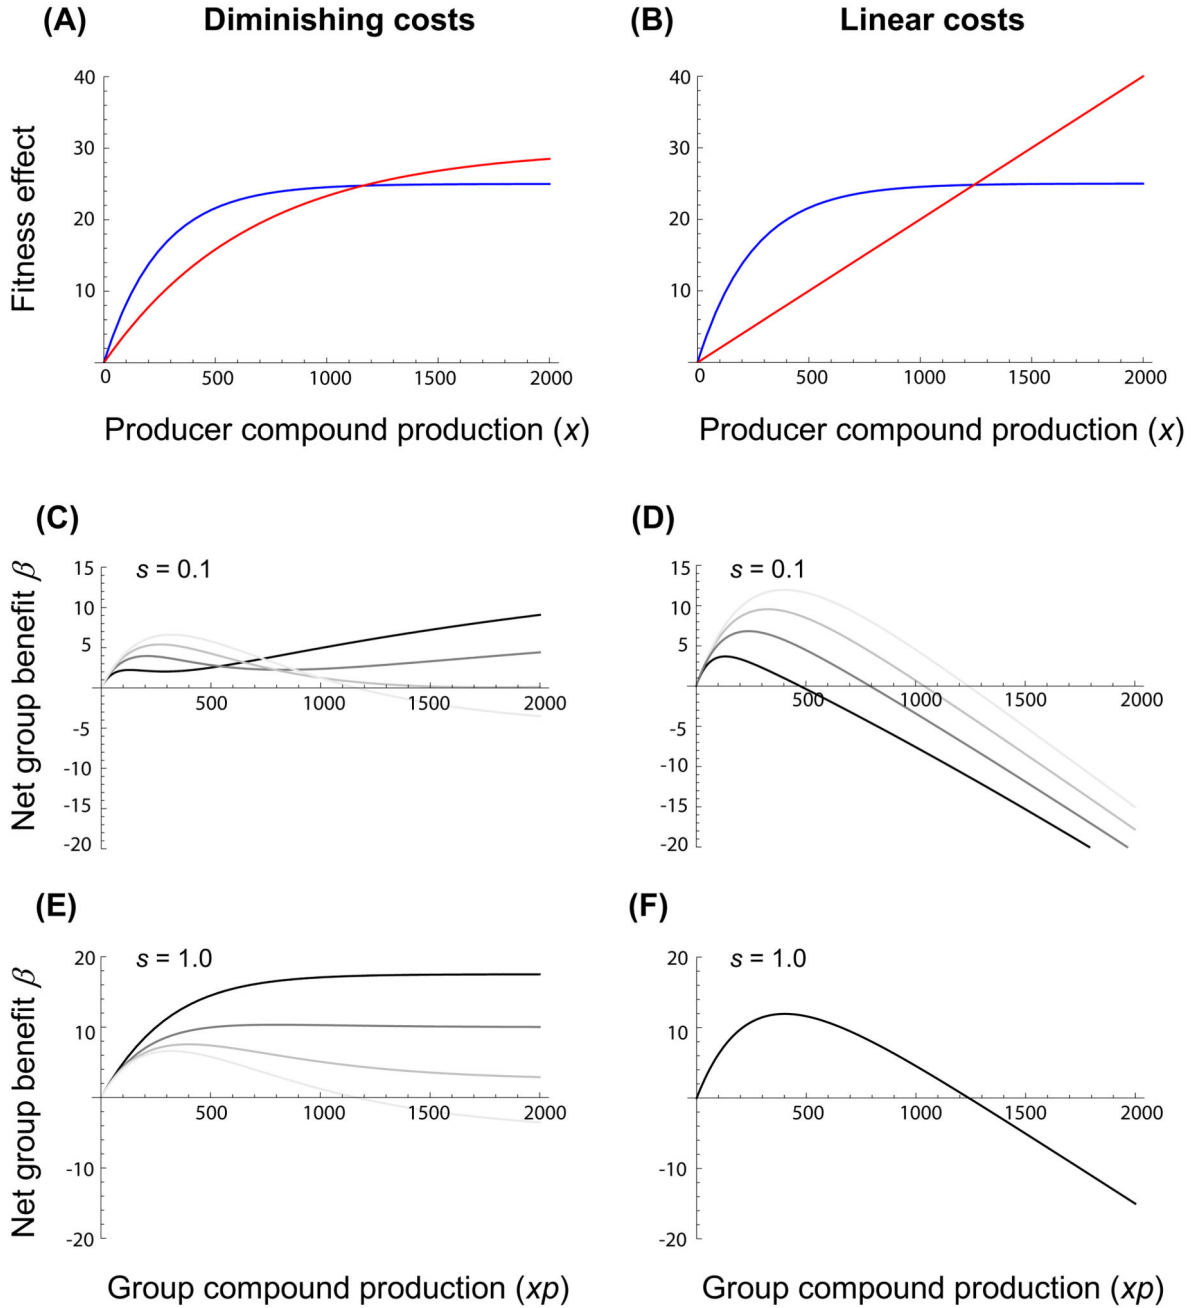 (A) Diminishing costs
(B) Linear costs
Fitness effect
40
30
20
10
0 500 1000 1500 2000
Producer compound production (x)
40
30
20
10
0 500 1000 1500 2000
Producer compound production (x)
(C)
s = 0.1
Net group benefit β
15
10
5
500 1000 1500 2000
-5
-10
-15
-20
(D)
s = 0.1
15
10
5
500 1000 1500 2000
-5
-10
-15
-20
(E)
s = 1.0
Net group benefit β
20
10
500 1000 1500 2000
-10
-20
Group compound production (xp)
(F)
s = 1.0
20
10
500 1000 1500 2000
-10
-20
Group compound production (xp)